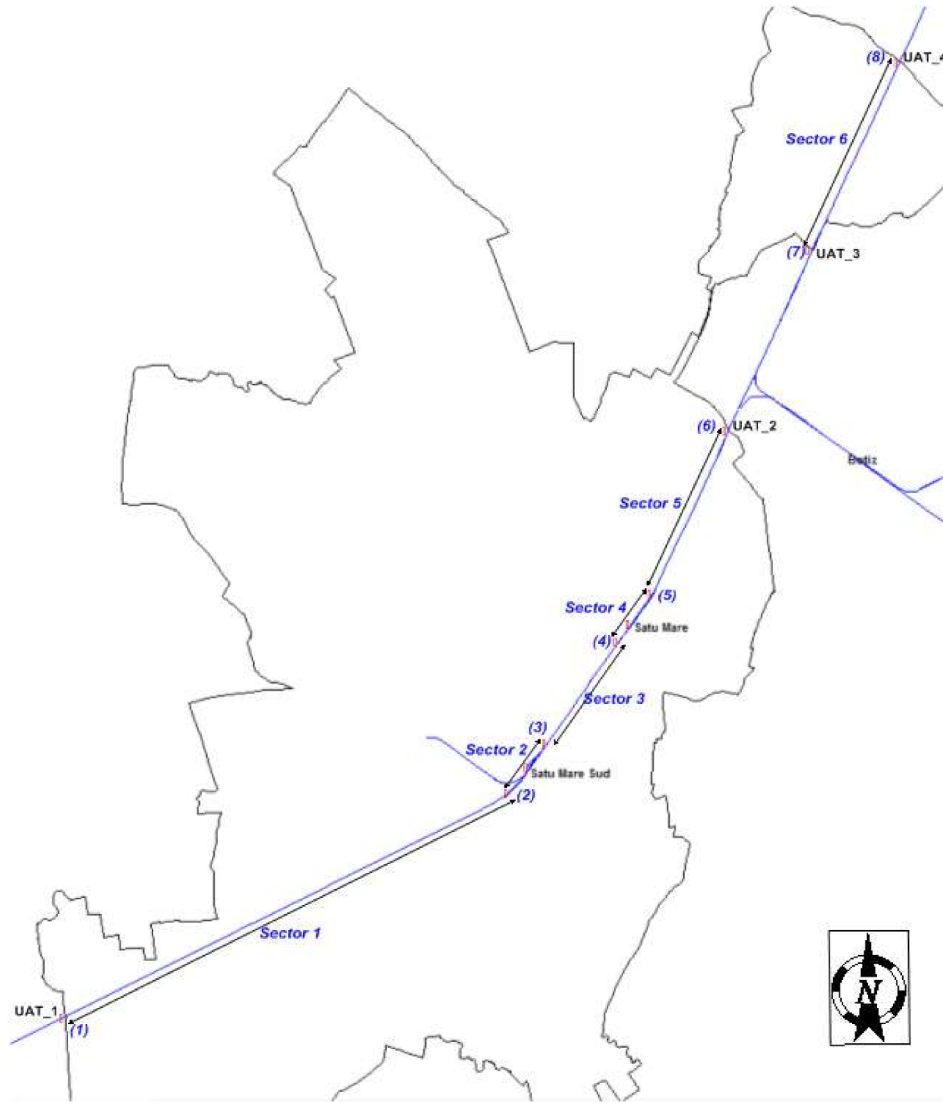 (8)
UAT_4
Sector 6
(7)
UAT_3
(6)
UAT_2
Botiz
Sector 5
(5)
Sector 4
Satu Mare
(4)
Sector 3
(3)
Sector 2
Satu Mare Sud
(2)
Sector 1
UAT_1
(1)
N